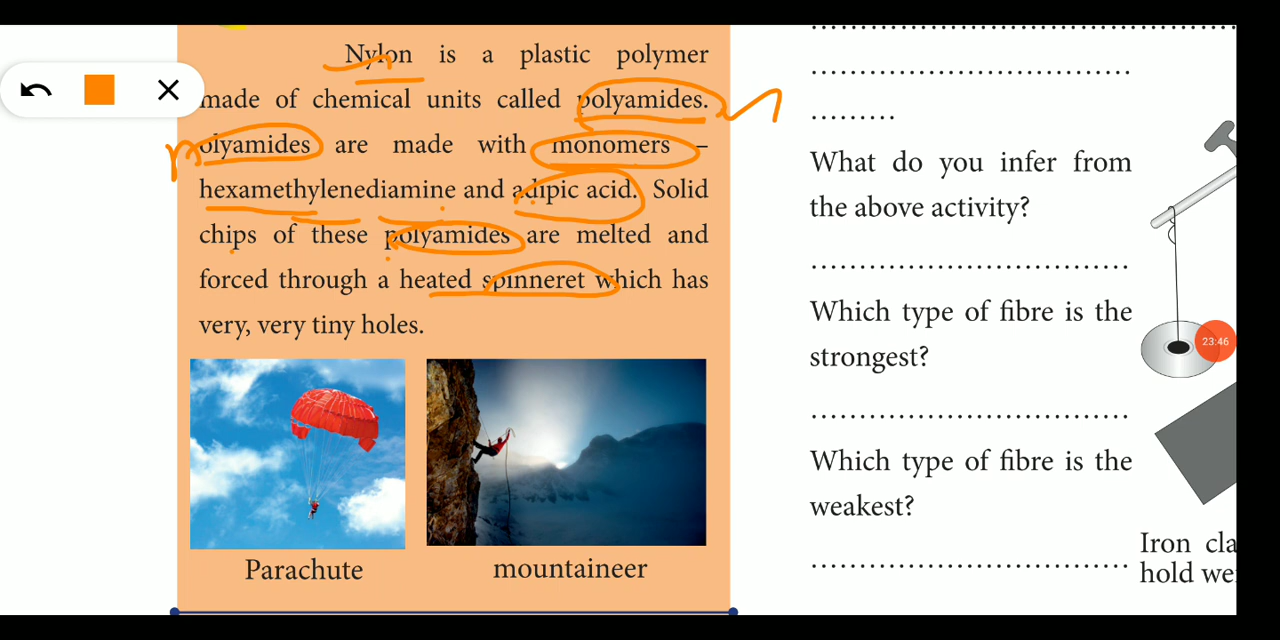 Nylon is a plastic polymer
made of chemical units called polyamides.
olyamides are made with monomers –
hexamethylenediamine and adipic acid. Solid
chips of these polyamides are melted and
forced through a heated spinneret which has
very, very tiny holes.
Parachute
mountaineer
What do you infer from
the above activity?
Which type of fibre is the
strongest?
Which type of fibre is the
weakest?
23:46
Iron cla
hold we